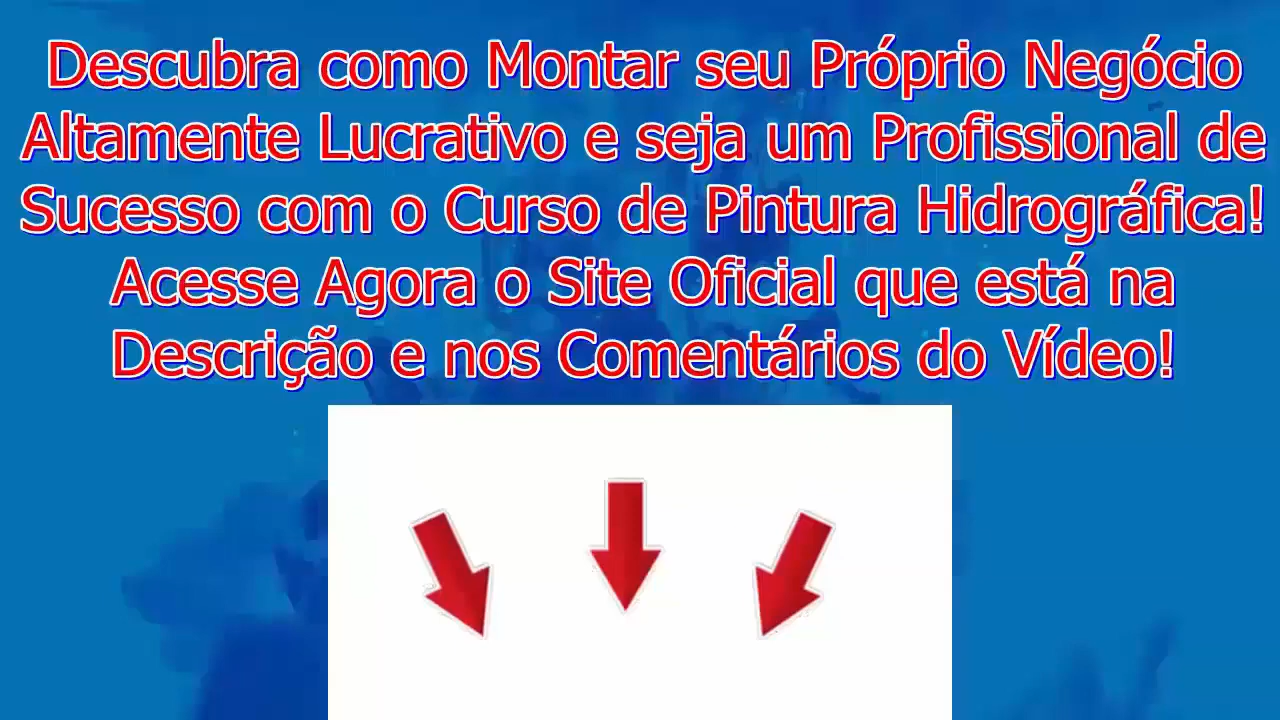 Descubra como Montar seu Próprio Negócio
Altamente Lucrativo e seja um Profissional de
Sucesso com o Curso de Pintura Hidrográfica!
Acesse Agora o Site Oficial que está na
Descrição e nos Comentários do Vídeo!